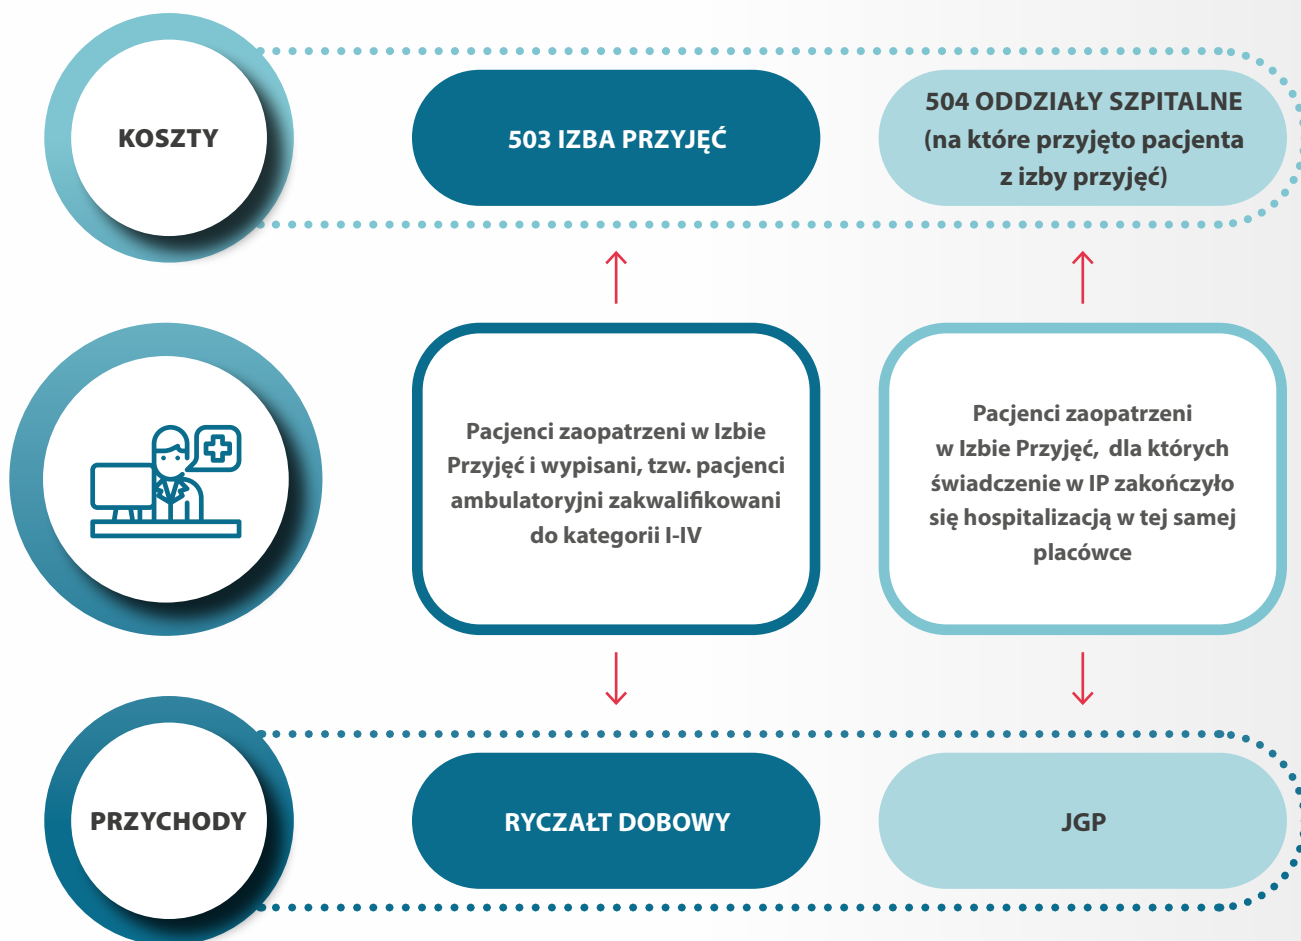 KOSZTY
503 IZBA PRZYJĘĆ
504 ODDZIAŁY SZPITALNE
(na które przyjęto pacjenta
z izby przyjęć)
Pacjenci zaopatrzeni w Izbie
Przyjęć i wypisani, tzw. pacjenci
ambulatoryjni zakwalifikowani
do kategorii I-IV
Pacjenci zaopatrzeni
w Izbie Przyjęć, dla których
świadczenie w IP zakończyło
się hospitalizacją w tej samej
placówce
PRZYCHODY
RYCZAŁT DOBOWY
JGP